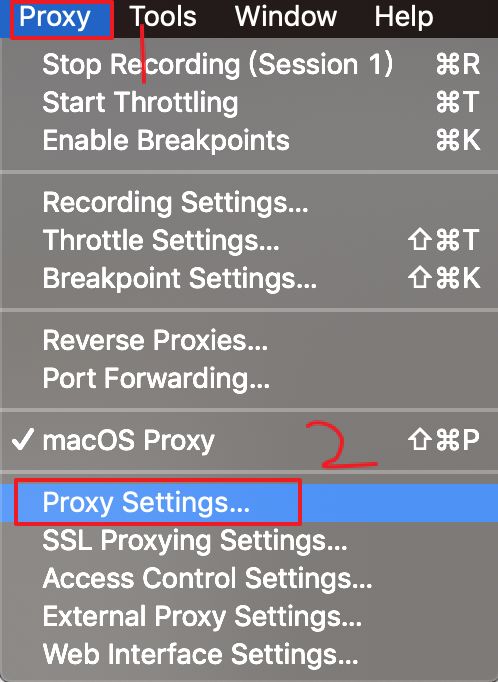 Proxy Tools Window Help
1
Stop Recording (Session 1) ⌘R
Start Throttling ⌘T
Enable Breakpoints ⌘K
Recording Settings...
Throttle Settings... ⇧⌘T
Breakpoint Settings... ⇧⌘K
Reverse Proxies...
Port Forwarding...
✓ macOS Proxy ⇧⌘P
2
Proxy Settings...
SSL Proxying Settings...
Access Control Settings...
External Proxy Settings...
Web Interface Settings...